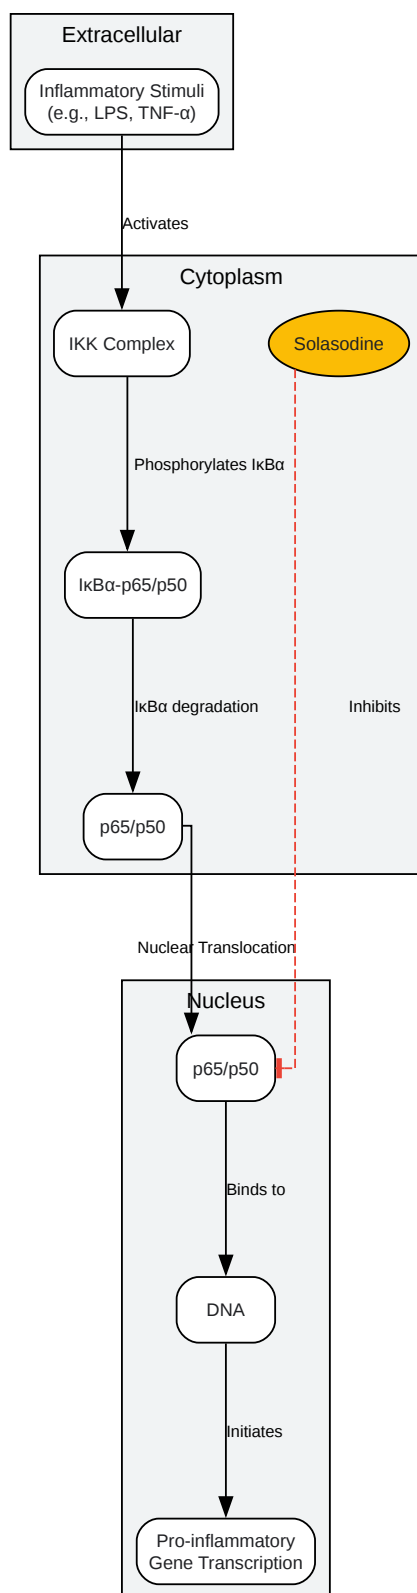 Extracellular
Inflammatory Stimuli
(e.g., LPS, TNF-α)
Activates
Cytoplasm
IKK Complex
Solasodine
Phosphorylates IκBα
IκBα-p65/p50
IκBα degradation
Inhibits
p65/p50
Nuclear Translocation
Nucleus
p65/p50
Binds to
DNA
Initiates
Pro-inflammatory
Gene Transcription